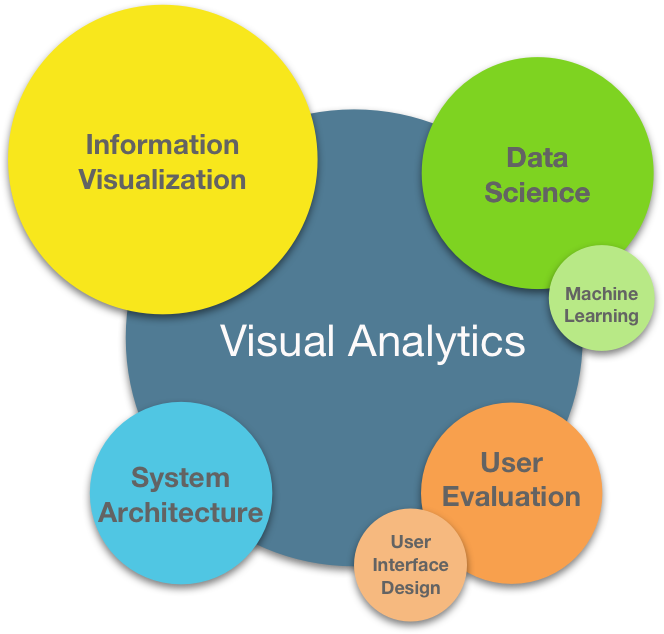 Information
Visualization
Data
Science
Machine
Learning
Visual Analytics
System
Architecture
User
Evaluation
User
Interface
Design